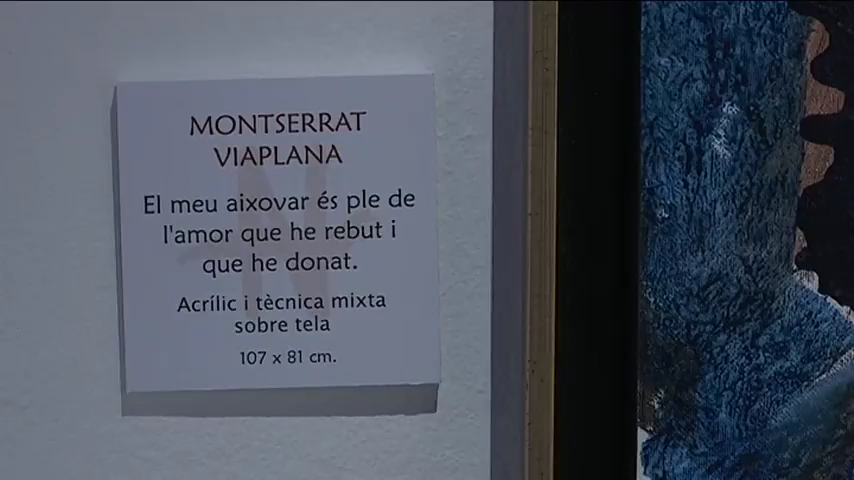 MONTSERRAT
VIAPLANA
El meu aixovar és ple de
l'amor que he rebut i
que he donat.
Acrílic i tècnica mixta
sobre tela
107 x 81 cm.